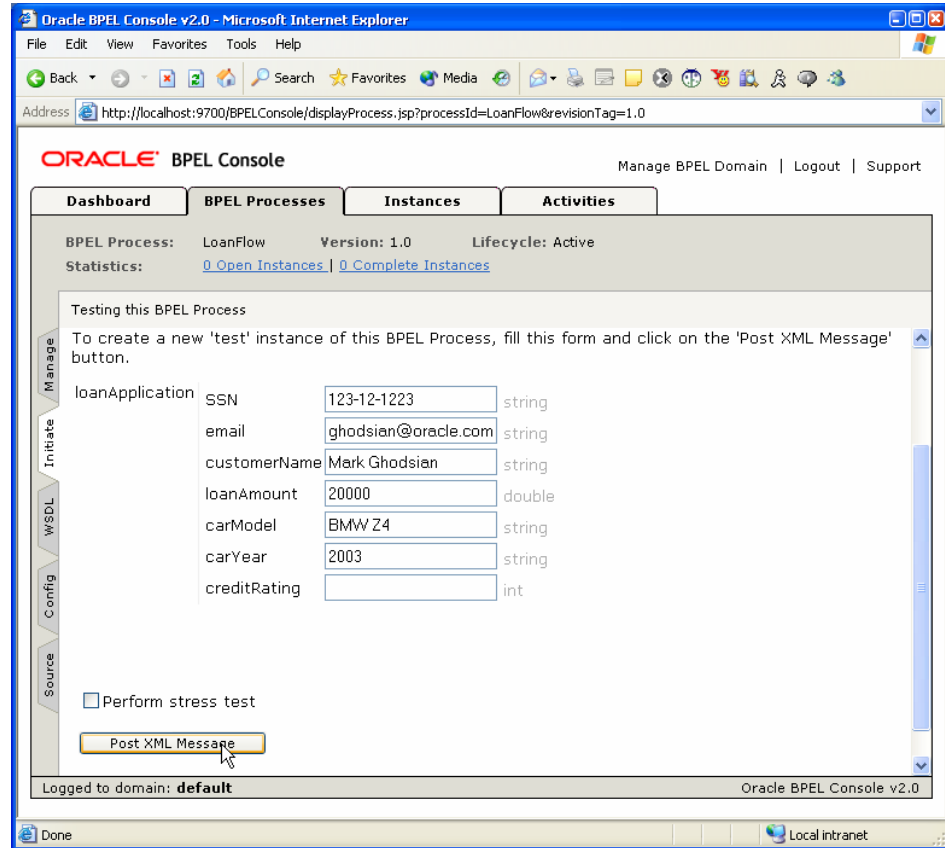 Oracle BPEL Console v2.0 - Microsoft Internet Explorer
File Edit View Favorites Tools Help
Back Search Favorites Media
Address http://localhost:9700/BPELConsole/displayProcess.jsp?processId=LoanFlow&revisionTag=1.0
ORACLE BPEL Console
Manage BPEL Domain | Logout | Support
Dashboard BPEL Processes Instances Activities
BPEL Process: LoanFlow Version: 1.0 Lifecycle: Active
Statistics: 0 Open Instances | 0 Complete Instances
Testing this BPEL Process
Manage
Initiate
WSDL
Config
Source
To create a new 'test' instance of this BPEL Process, fill this form and click on the 'Post XML Message'
button.
loanApplication
SSN 123-12-1223 string
email ghodsian@oracle.com string
customerName Mark Ghodsian string
loanAmount 20000 double
carModel BMW Z4 string
carYear 2003 string
creditRating int
Perform stress test
Post XML Message
Logged to domain: default Oracle BPEL Console v2.0
Done Local intranet